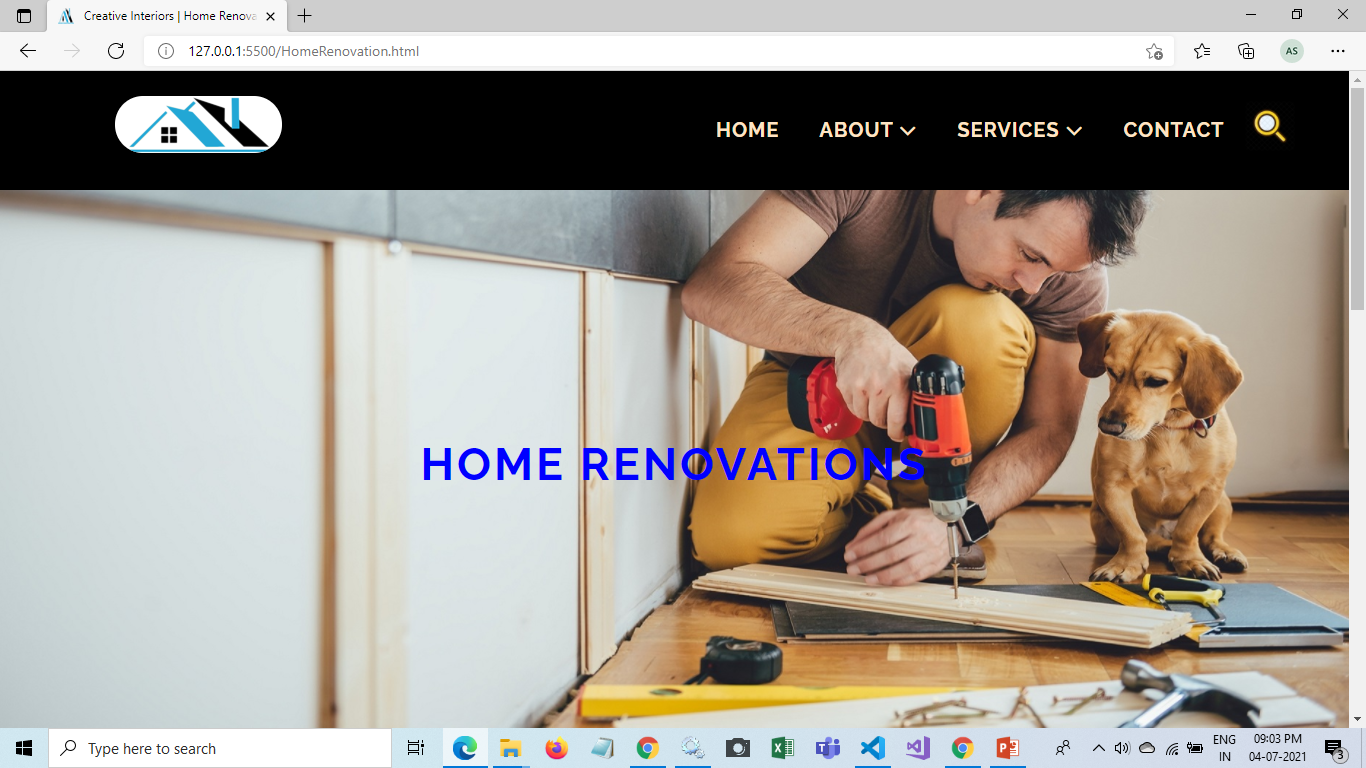 Creative Interiors | Home Renova
127.0.0.1:5500/HomeRenovation.html
AS
HOME ABOUT SERVICES CONTACT
HOME RENOVATIONS
Type here to search
ENG
IN
09:03 PM
04-07-2021
3